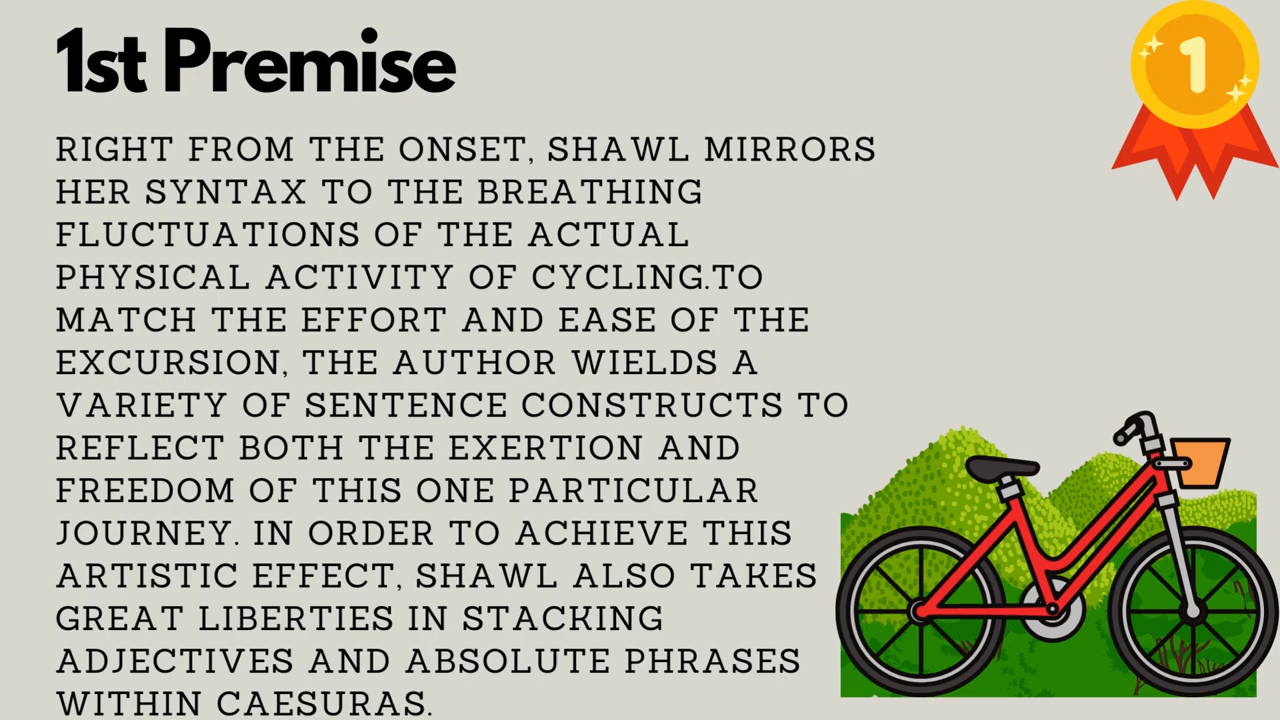 1st Premise
1
RIGHT FROM THE ONSET, SHAWL MIRRORS
HER SYNTAX TO THE BREATHING
FLUCTUATIONS OF THE ACTUAL
PHYSICAL ACTIVITY OF CYCLING.TO
MATCH THE EFFORT AND EASE OF THE
EXCURSION, THE AUTHOR WIELDS A
VARIETY OF SENTENCE CONSTRUCTS TO
REFLECT BOTH THE EXERTION AND
FREEDOM OF THIS ONE PARTICULAR
JOURNEY. IN ORDER TO ACHIEVE THIS
ARTISTIC EFFECT, SHAWL ALSO TAKES
GREAT LIBERTIES IN STACKING
ADJECTIVES AND ABSOLUTE PHRASES
WITHIN CAESURAS.